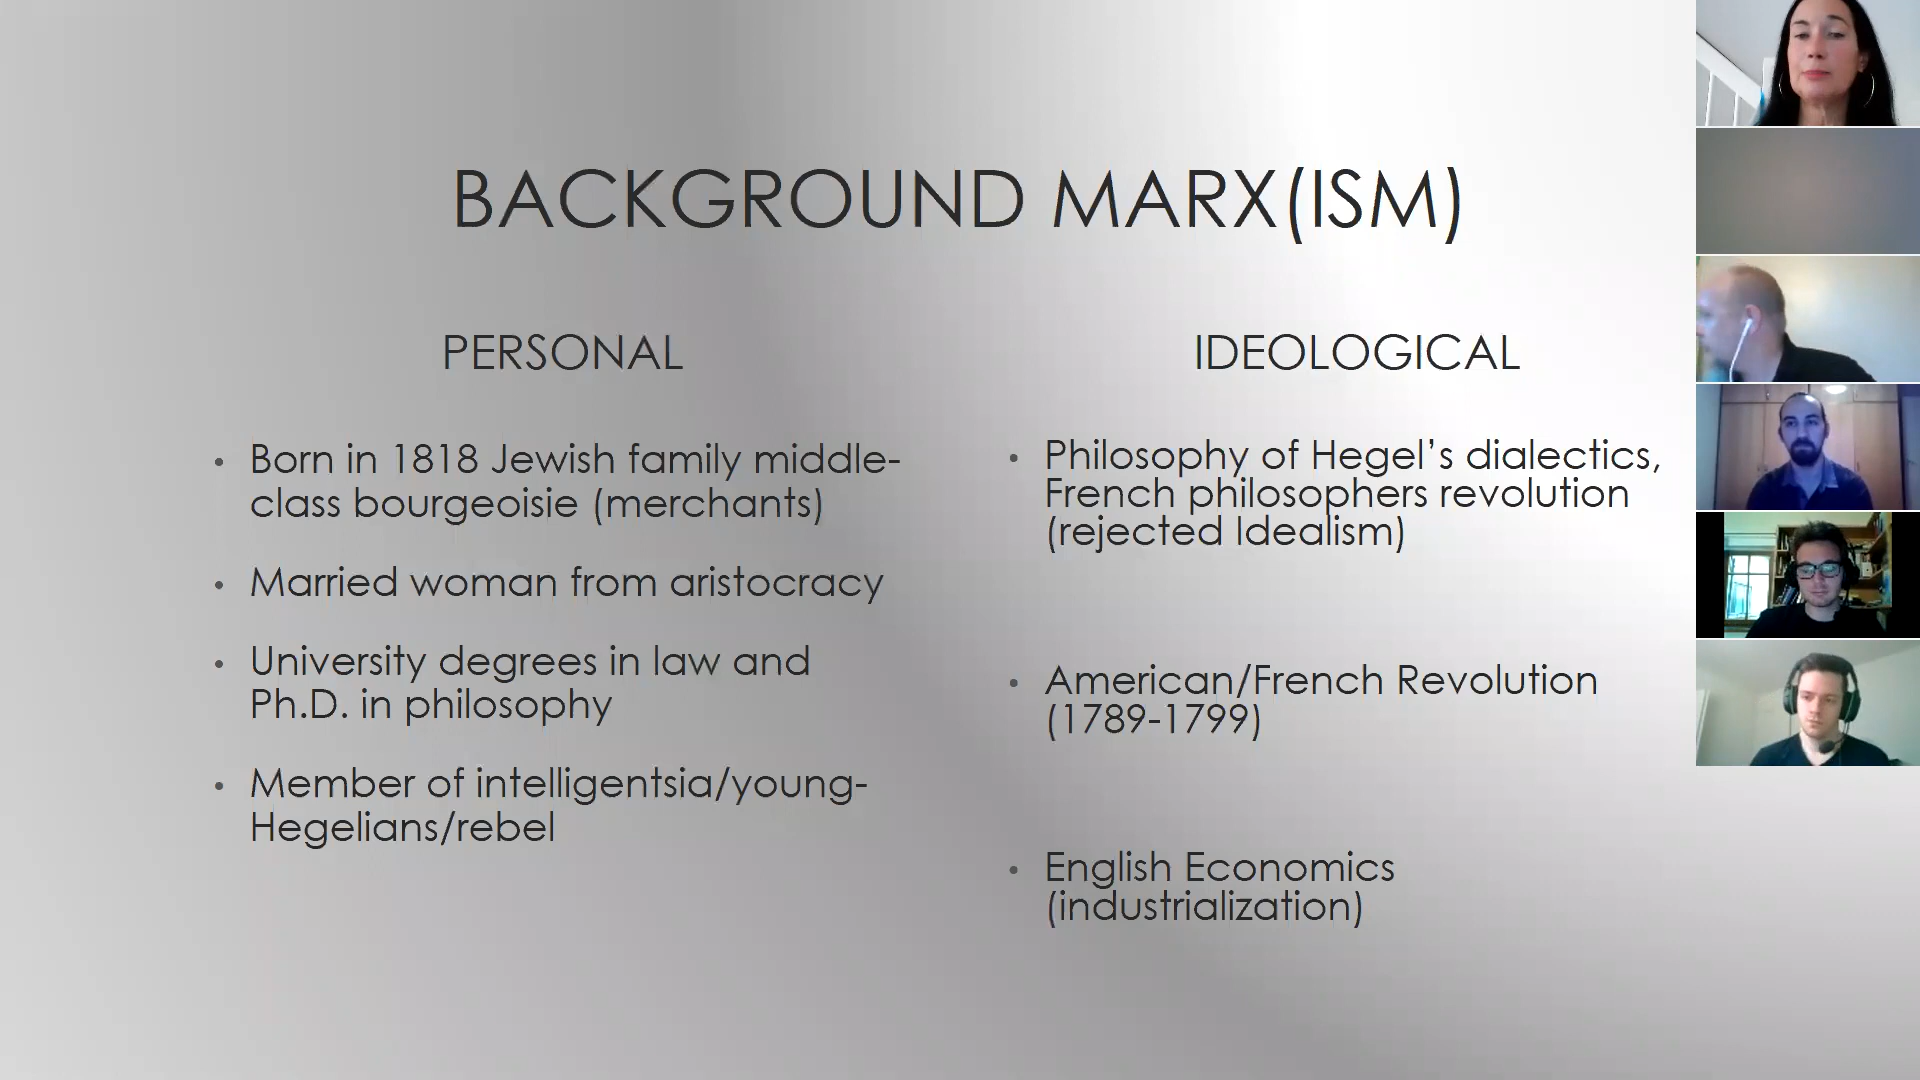 BACKGROUND MARX(ISM)
PERSONAL
• Born in 1818 Jewish family middle-
class bourgeoisie (merchants)
• Married woman from aristocracy
• University degrees in law and
Ph.D. in philosophy
• Member of intelligentsia/young-
Hegelians/rebel
IDEOLOGICAL
• Philosophy of Hegel’s dialectics,
French philosophers revolution
(rejected Idealism)
• American/French Revolution
(1789-1799)
• English Economics
(industrialization)